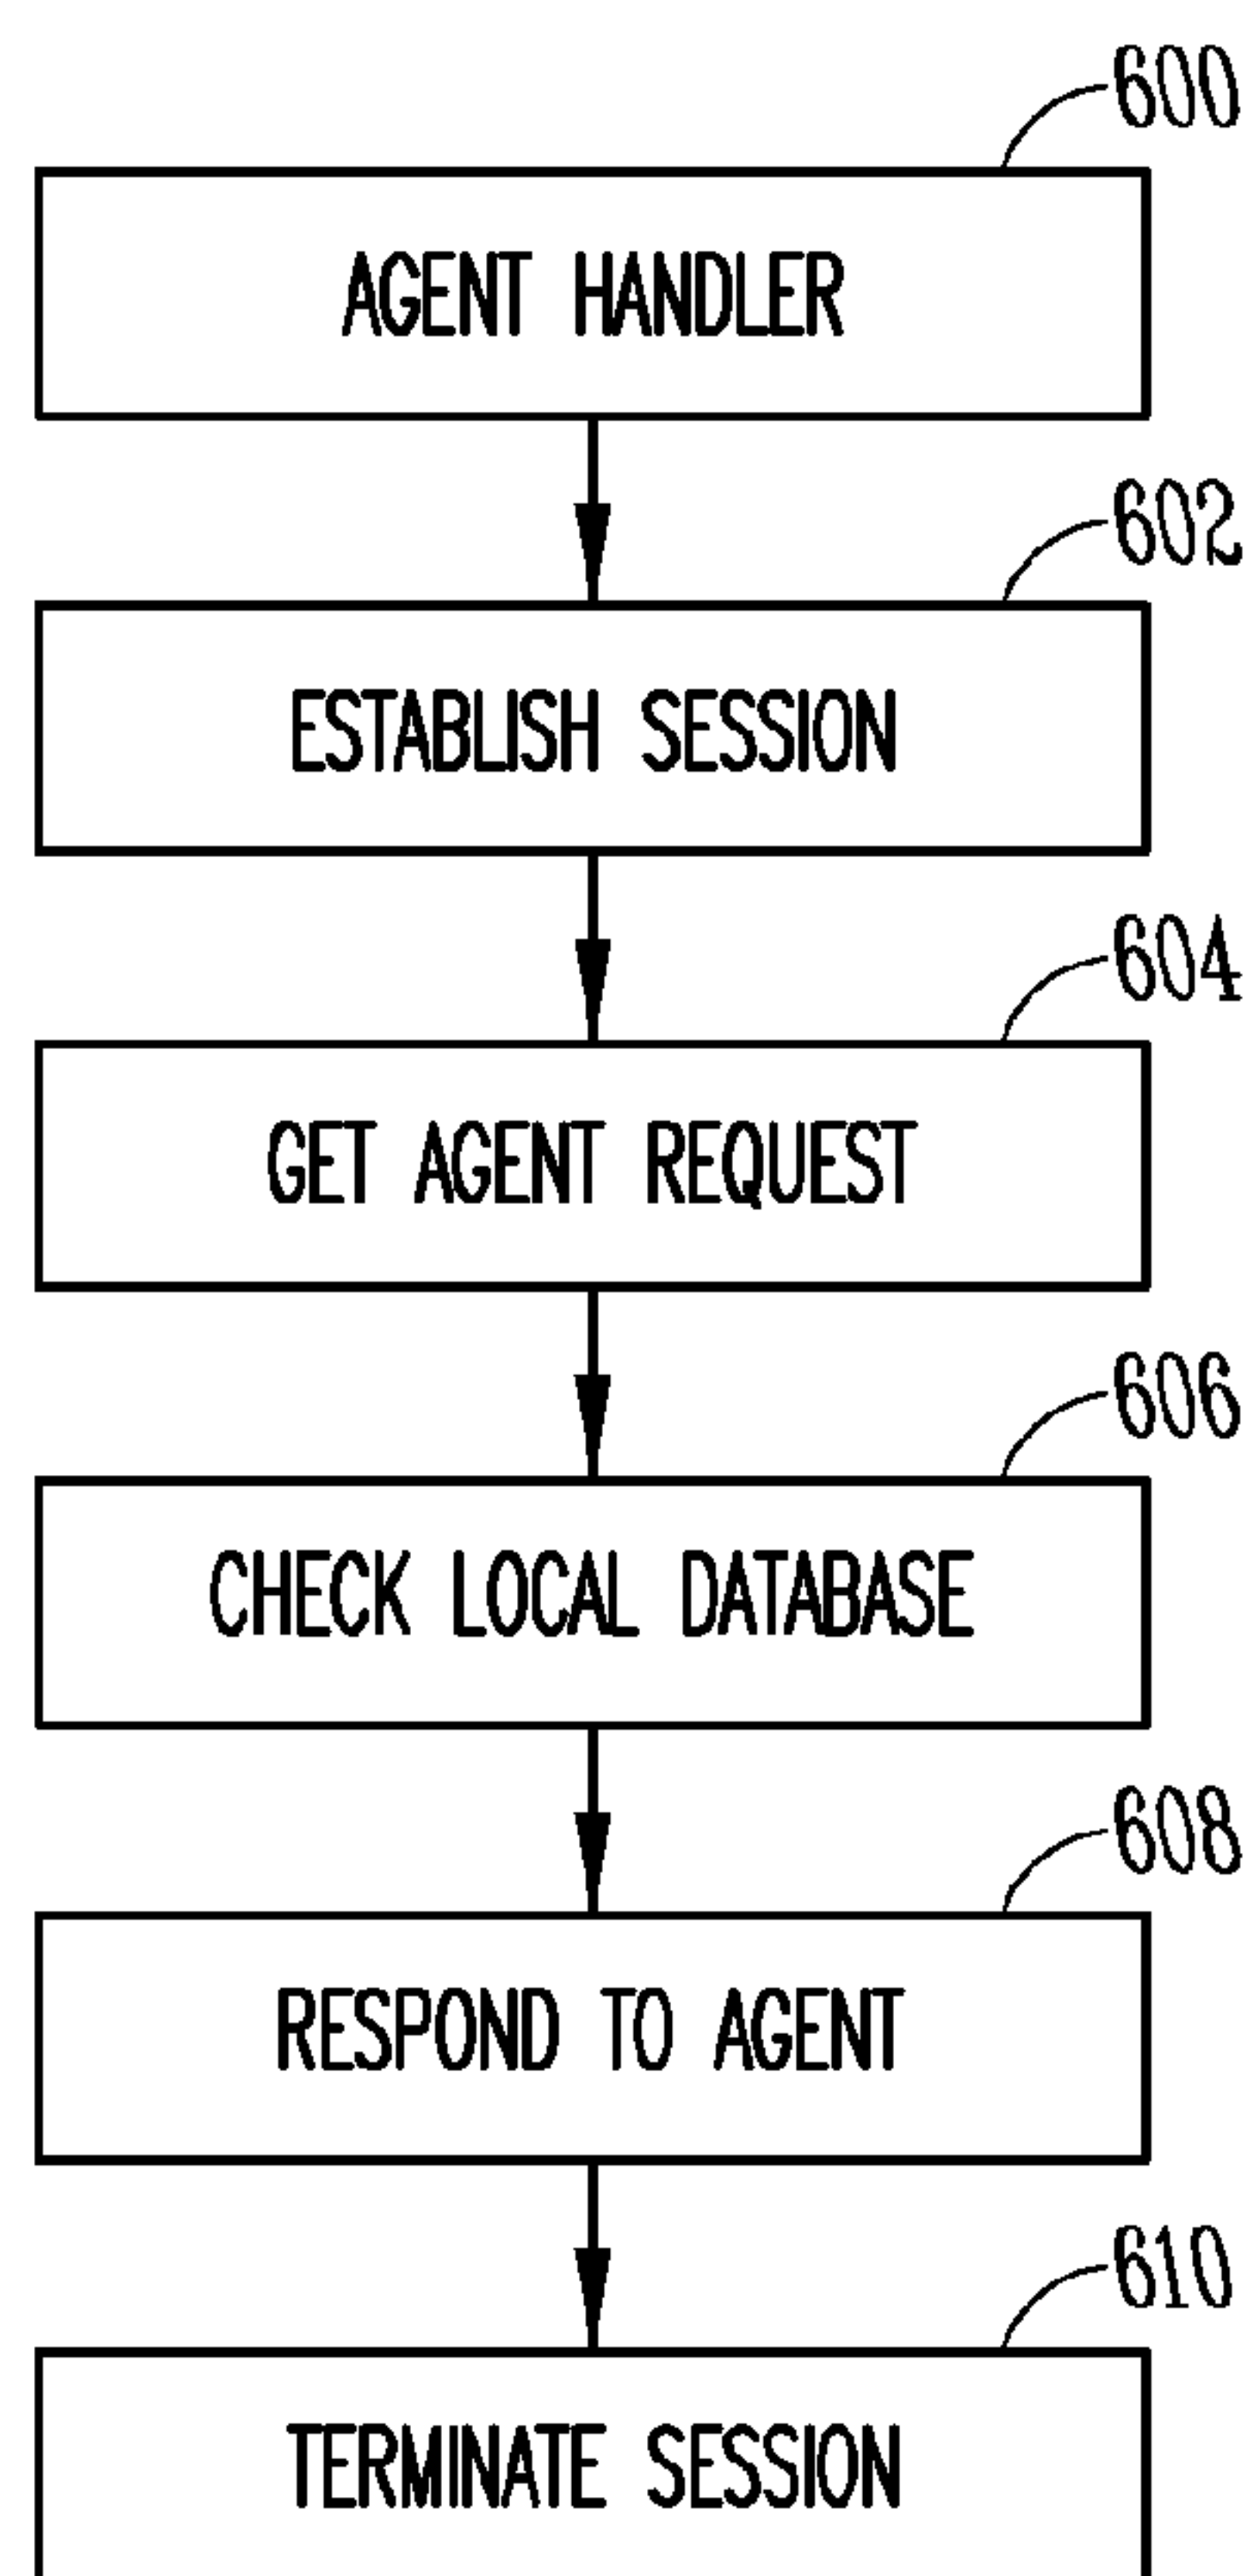 600
AGENT HANDLER
602
ESTABLISH SESSION
604
GET AGENT REQUEST
606
CHECK LOCAL DATABASE
608
RESPOND TO AGENT
610
TERMINATE SESSION